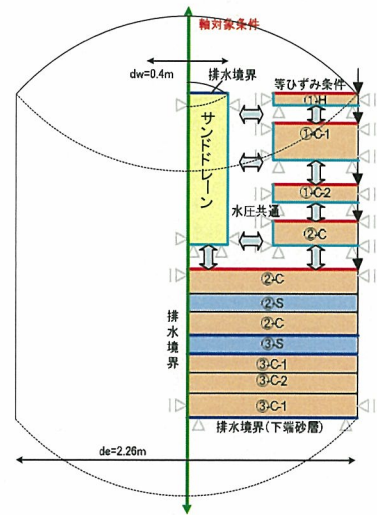 軸対象条件
dw=0.4m
排水境界
等ひずみ条件
①-H
①-C-1
サンドドレーン
①-C-2
水圧共通
②-C
②-C
②-S
②-C
③-S
③-C-1
③-C-2
③-C-1
排水境界
排水境界(下端砂層)
de=2.26m